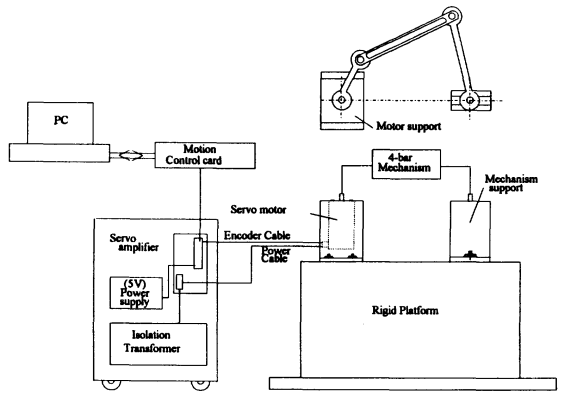 PC
Motion
Control card
Motor support
4-bar
Mechanism
Mechanism
support
Servo motor
Servo
amplifier
Encoder Cable
Power
Cable
(5V)
Power
supply
Isolation
Transformer
Rigid Platform